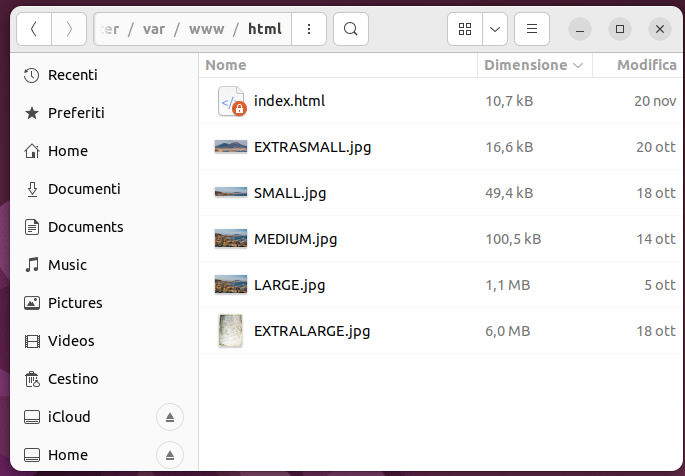 ter / var / www / html
Nome Dimensione Modifica
Recenti
Preferiti
Home
Documenti
Documents
Music
Pictures
Videos
Cestino
iCloud
Home
index.html 10,7 kB 20 nov
EXTRASMALL.jpg 16,6 kB 20 ott
SMALL.jpg 49,4 kB 18 ott
MEDIUM.jpg 100,5 kB 14 ott
LARGE.jpg 1,1 MB 5 ott
EXTRALARGE.jpg 6,0 MB 18 ott